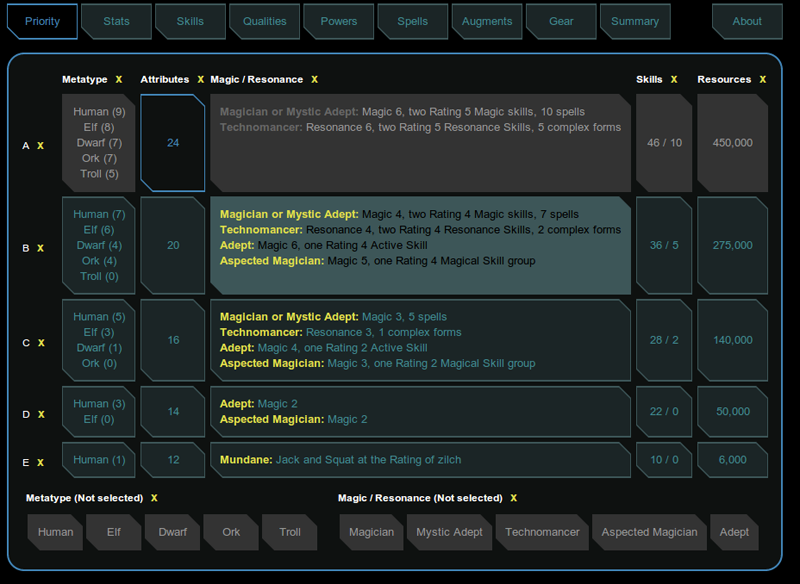 Priority Stats Skills Qualities Powers Spells Augments Gear Summary About
Metatype X Attributes X Magic / Resonance X Skills X Resources X
A X
Human (9)
Elf (8)
Dwarf (7)
Ork (7)
Troll (5)
24
Magician or Mystic Adept: Magic 6, two Rating 5 Magic skills, 10 spells
Technomancer: Resonance 6, two Rating 5 Resonance Skills, 5 complex forms
46 / 10
450,000
B X
Human (7)
Elf (6)
Dwarf (4)
Ork (4)
Troll (0)
20
Magician or Mystic Adept: Magic 4, two Rating 4 Magic skills, 7 spells
Technomancer: Resonance 4, two Rating 4 Resonance Skills, 2 complex forms
Adept: Magic 6, one Rating 4 Active Skill
Aspected Magician: Magic 5, one Rating 4 Magical Skill group
36 / 5
275,000
C X
Human (5)
Elf (3)
Dwarf (1)
Ork (0)
16
Magician or Mystic Adept: Magic 3, 5 spells
Technomancer: Resonance 3, 1 complex forms
Adept: Magic 4, one Rating 2 Active Skill
Aspected Magician: Magic 3, one Rating 2 Magical Skill group
28 / 2
140,000
D X
Human (3)
Elf (0)
14
Adept: Magic 2
Aspected Magician: Magic 2
22 / 0
50,000
E X
Human (1)
12
Mundane: Jack and Squat at the Rating of zilch
10 / 0
6,000
Metatype (Not selected) X Magic / Resonance (Not selected) X
Human Elf Dwarf Ork Troll Magician Mystic Adept Technomancer Aspected Magician Adept